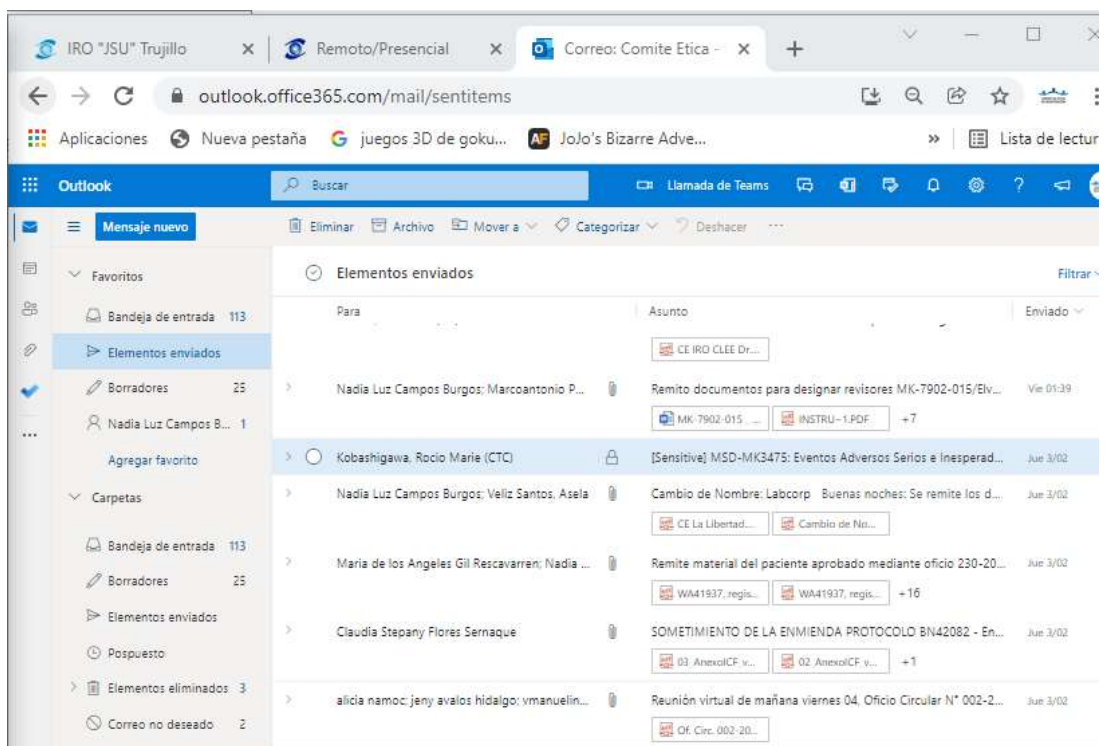 IRO "JSU" Trujillo
Remoto/Presencial
Correo: Comite Etica -
outlook.office365.com/mail/sentitems
Aplicaciones
Nueva pestaña
juegos 3D de goku...
AF
JoJo's Bizarre Adve...
»
Lista de lectur
Outlook
Buscar
Llamada de Teams
Mensaje nuevo
Eliminar
Archivo
Mover a
Categorizar
Deshacer
Favoritos
Elementos enviados
Filtrar
Para
Asunto
Enviado
Bandeja de entrada 113
CE IRO CLEE Dr....
Elementos enviados
Borradores 25
Nadia Luz Campos Burgos; Marcoantonio P...
Remito documentos para designar revisores MK-7902-015/Elv...
Vie 01:39
MK-7902-015 ...
INSTRU~1.PDF
+7
Nadia Luz Campos B... 1
Agregar favorito
Kobashigawa, Rocio Marie (CTC)
[Sensitive] MSD-MK3475: Eventos Adversos Serios e Inesperad...
Jue 3/02
Carpetas
Nadia Luz Campos Burgos; Veliz Santos, Asela
Cambio de Nombre: Labcorp Buenas noches: Se remite los d...
Jue 3/02
CE La Libertad....
Cambio de No...
Bandeja de entrada 113
Borradores 25
Maria de los Angeles Gil Rescavarren; Nadia ...
Remite material del paciente aprobado mediante oficio 230-20...
Jue 3/02
WA41937, regis...
WA41937, regis...
+16
Elementos enviados
Claudia Stepany Flores Sernaque
SOMETIMIENTO DE LA ENMIENDA PROTOCOLO BN42082 - En...
Jue 3/02
Pospuesto
03 AnexoICF v...
02 AnexoICF v...
+1
Elementos eliminados 3
alicia namoc; jeny avalos hidalgo; vmanuelin...
Reunión virtual de mañana viernes 04, Oficio Circular N° 002-2...
Jue 3/02
Correo no deseado 2
Of. Circ. 002-20...